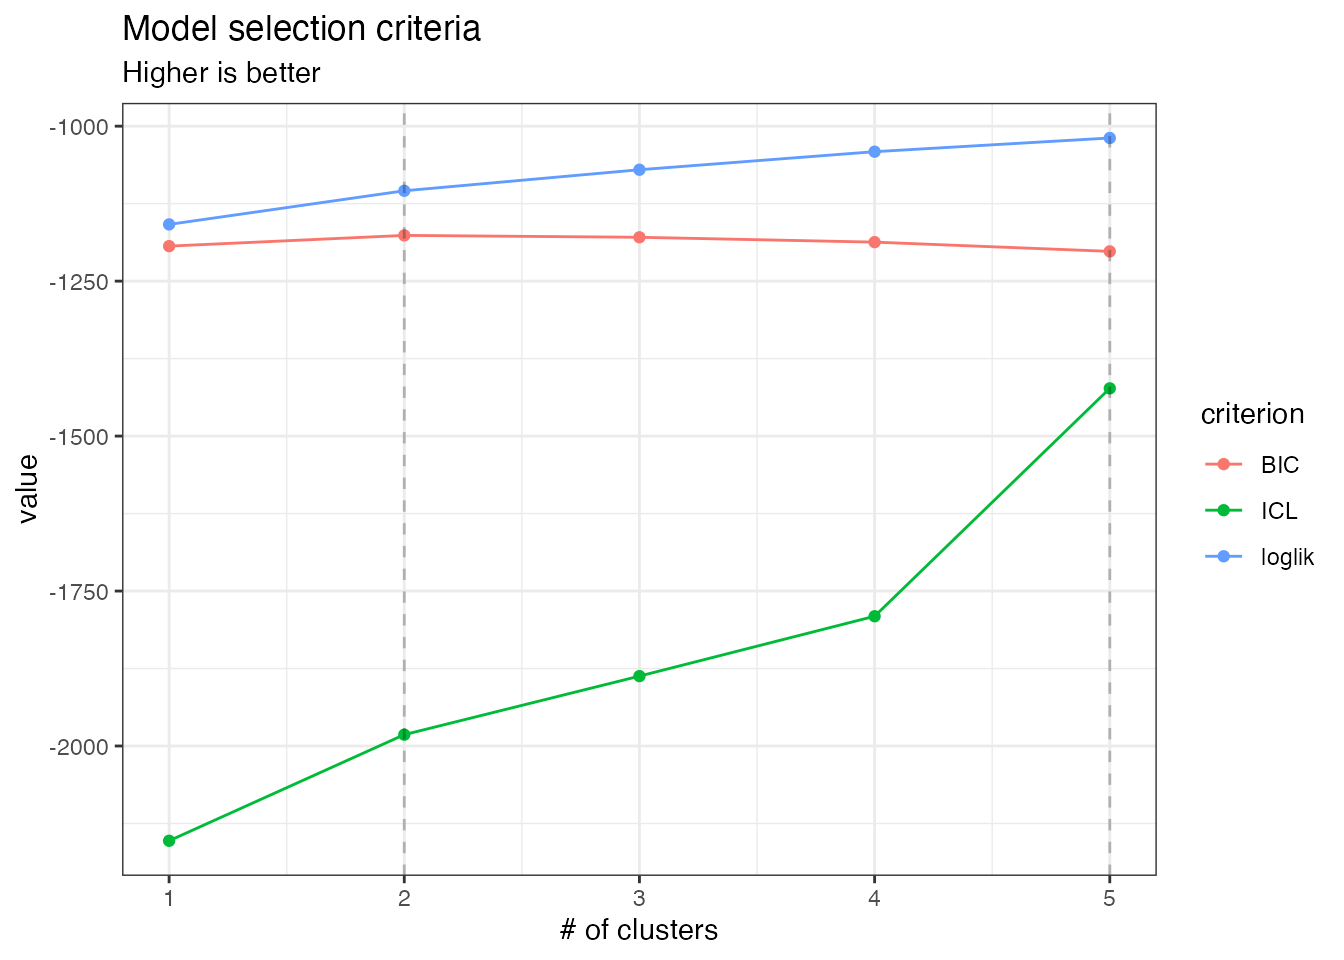 Model selection criteria
Higher is better
-1000
-1250
-1500
-1750
-2000
value
1 2 3 4 5
# of clusters
criterion
BIC
ICL
loglik